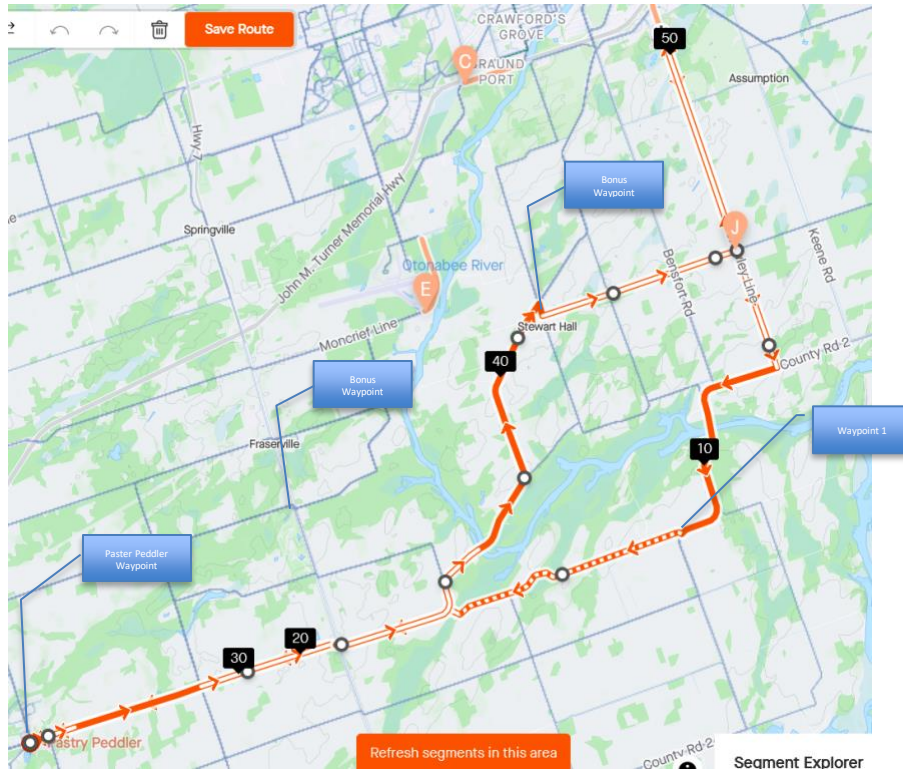 Save Route
CRAWFORD'S
GROVE
C
RAUND
PORT
50
Assumption
Hwy 7
Bonus
Waypoint
John M. Turner Memorial Hwy
Springville
Otonabee River
Keene Rd
J
Bensfort Rd
ley Line
E
Moncrief Line
Stewart Hall
40
County Rd 2
Bonus
Waypoint
Fraserville
Waypoint 1
10
Paster Peddler
Waypoint
20
30
Pastry Peddler
Refresh segments in this area
County Rd 2
Segment Explorer